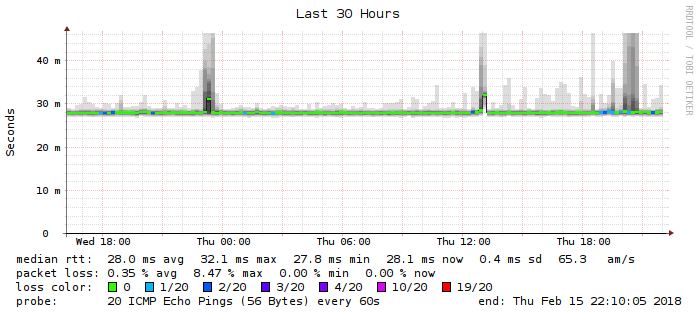 Last 30 Hours
RRDTOOL / TOBI OETIKER
Seconds
40 m
30 m
20 m
10 m
0
Wed 18:00 Thu 00:00 Thu 06:00 Thu 12:00 Thu 18:00
median rtt: 28.0 ms avg 32.1 ms max 27.8 ms min 28.1 ms now 0.4 ms sd 65.3 am/s
packet loss: 0.35 % avg 8.47 % max 0.00 % min 0.00 % now
loss color: 0 1/20 2/20 3/20 4/20 10/20 19/20
probe: 20 ICMP Echo Pings (56 Bytes) every 60s end: Thu Feb 15 22:10:05 2018